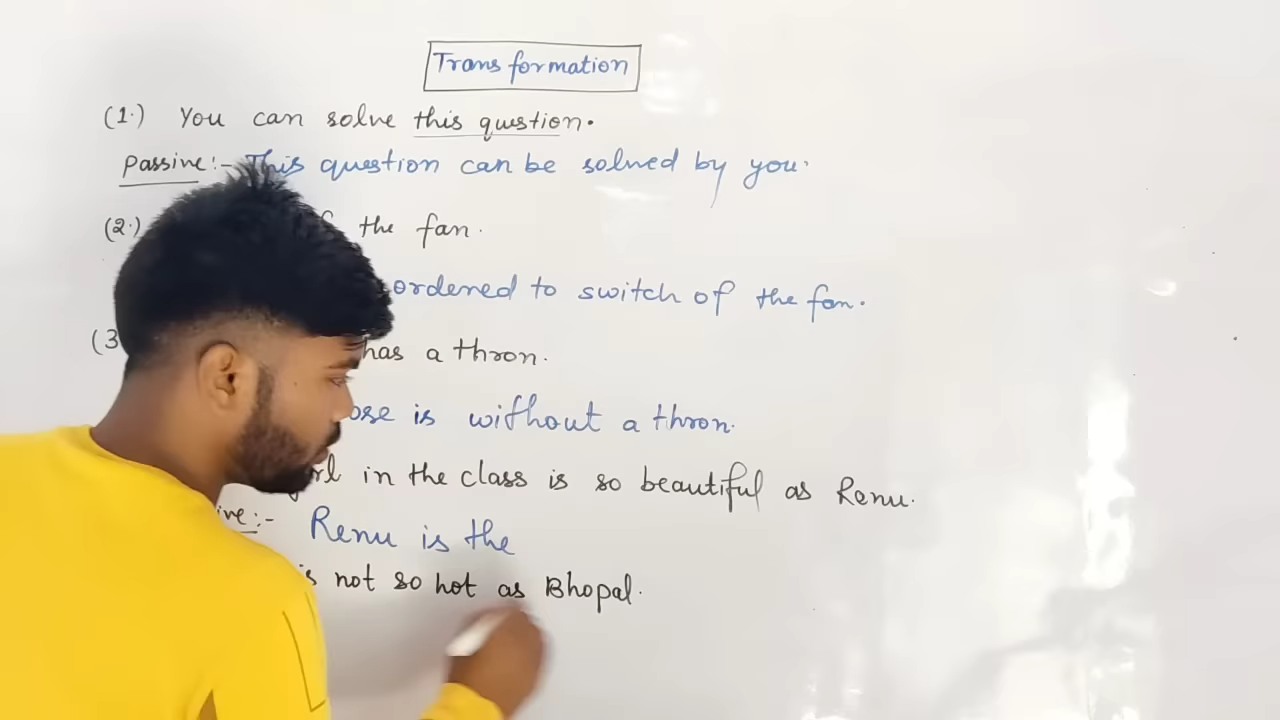 Transformation
(1.) You can solve this question.
Passive:- This question can be solved by you.
(2.) the fan.
ordered to switch of the fan.
(3 has a thron.
ose is without a thron.
in the class is so beautiful as Renu.
ive:- Renu is the
is not so hot as Bhopal.